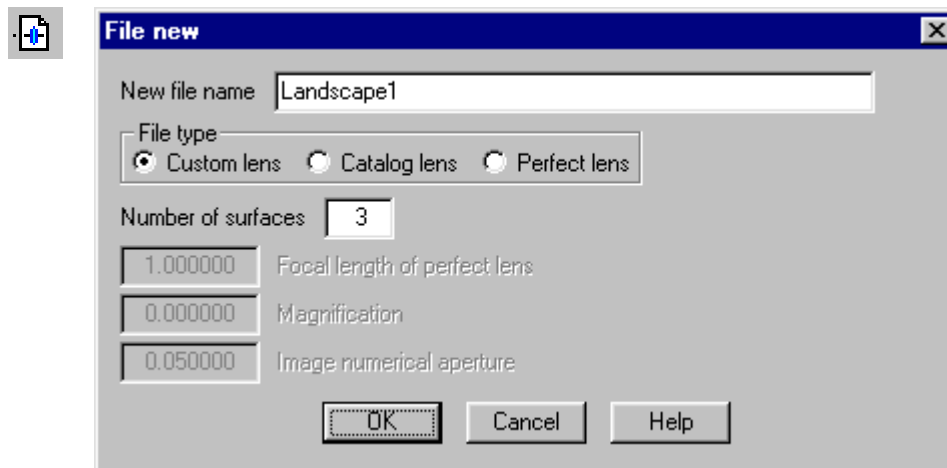 File new
New file name Landscape1
File type
Custom lens Catalog lens Perfect lens
Number of surfaces 3
1.000000 Focal length of perfect lens
0.000000 Magnification
0.050000 Image numerical aperture
OK Cancel Help